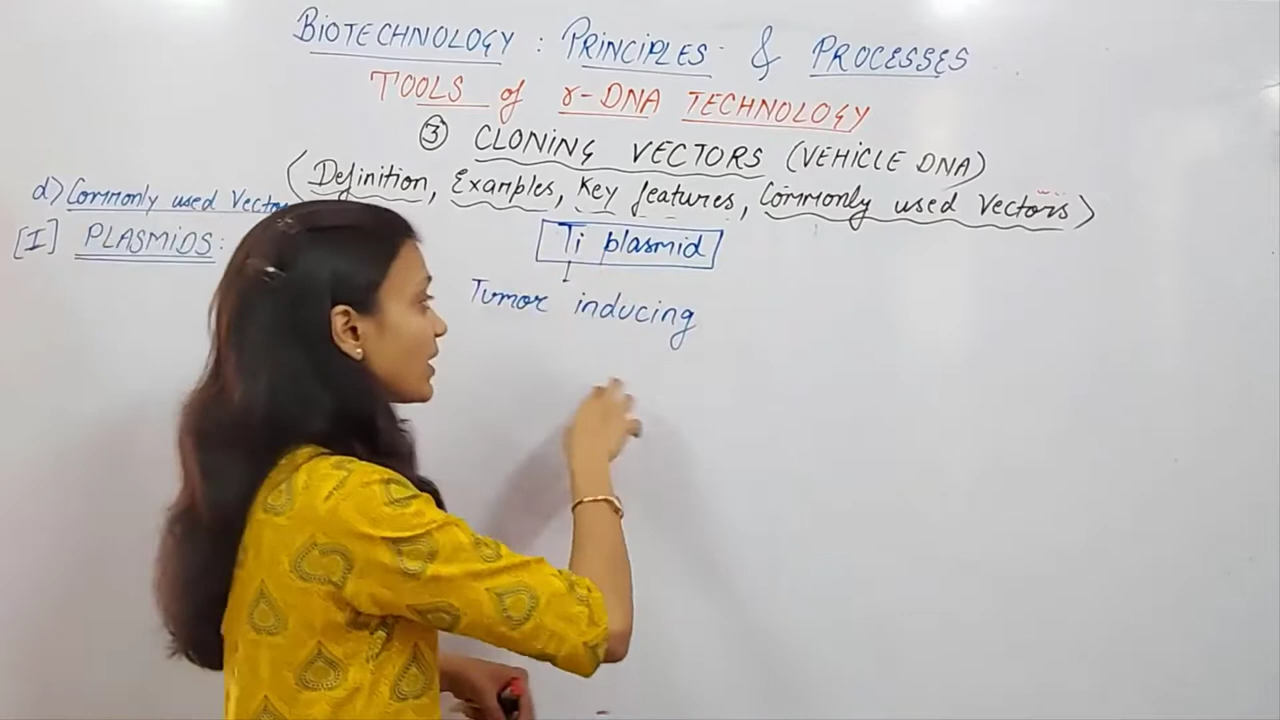 BIOTECHNOLOGY : PRINCIPLES & PROCESSES
TOOLS of r-DNA TECHNOLOGY
③ CLONING VECTORS (VEHICLE DNA)
(Definition, Examples, Key features, Commonly used Vectors)
d) Commonly used Vecto
[I] PLASMIDS:
Ti plasmid
Tumor inducing